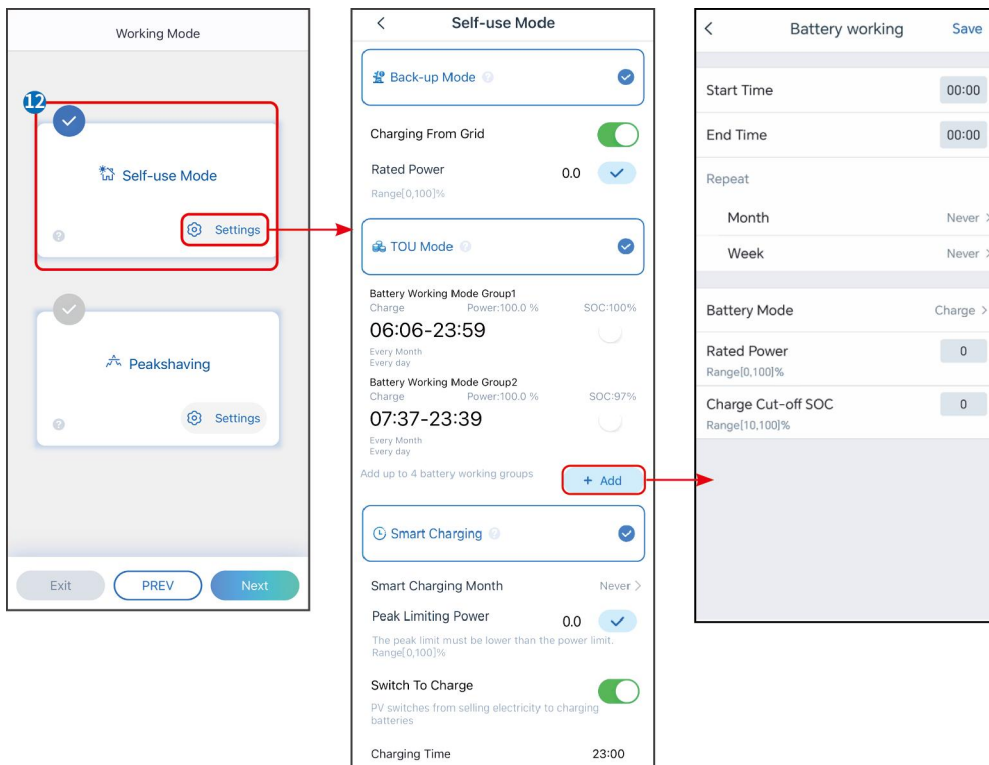 Working Mode
12
Self-use Mode
Settings
Peakshaving
Settings
Exit
PREV
Next
Self-use Mode
Back-up Mode
Charging From Grid
Rated Power 0.0
Range[0,100]%
TOU Mode
Battery Working Mode Group1
Charge Power:100.0 % SOC:100%
06:06-23:59
Every Month
Every day
Battery Working Mode Group2
Charge Power:100.0 % SOC:97%
07:37-23:39
Every Month
Every day
Add up to 4 battery working groups
+ Add
Smart Charging
Smart Charging Month Never >
Peak Limiting Power 0.0
The peak limit must be lower than the power limit.
Range[0,100]%
Switch To Charge
PV switches from selling electricity to charging
batteries
Charging Time 23:00
Battery working Save
Start Time 00:00
End Time 00:00
Repeat
Month Never >
Week Never >
Battery Mode Charge >
Rated Power 0
Range[0,100]%
Charge Cut-off SOC 0
Range[10,100]%